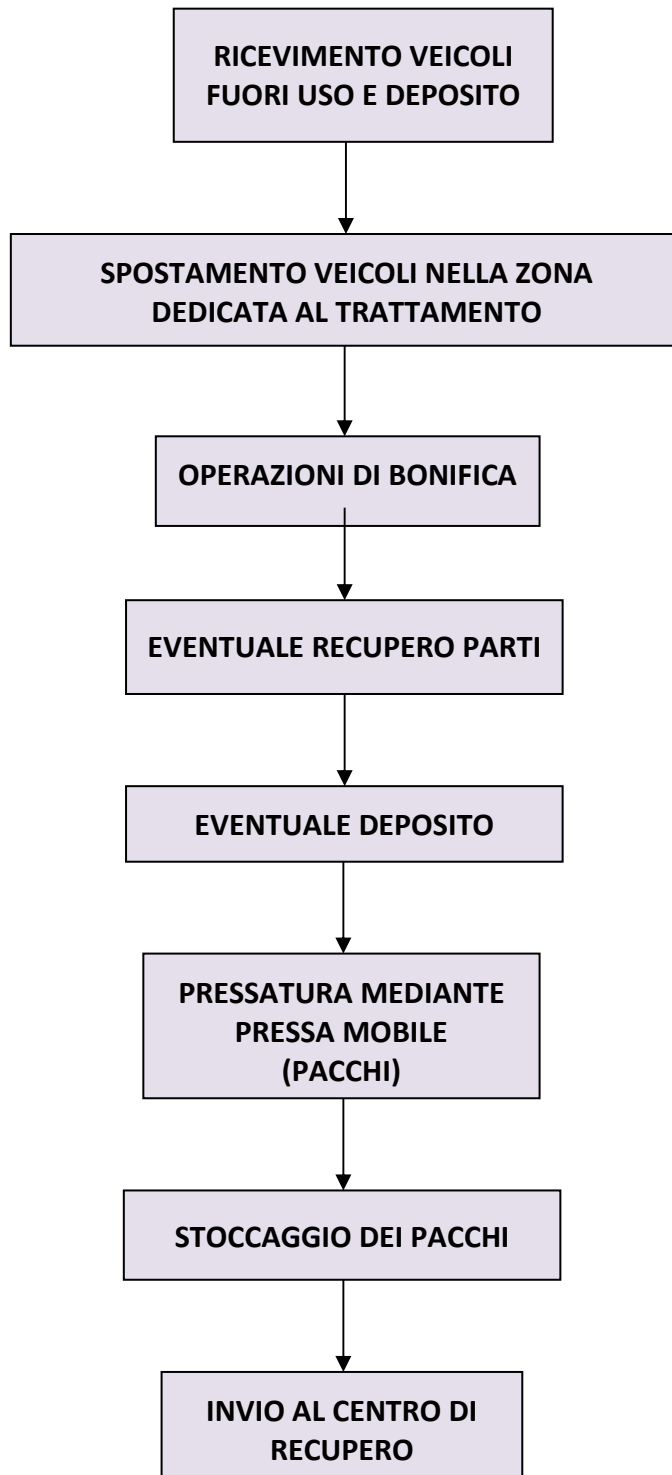 RICEVIMENTO VEICOLI
FUORI USO E DEPOSITO
SPOSTAMENTO VEICOLI NELLA ZONA
DEDICATA AL TRATTAMENTO
OPERAZIONI DI BONIFICA
EVENTUALE RECUPERO PARTI
EVENTUALE DEPOSITO
PRESSATURA MEDIANTE
PRESSA MOBILE
(PACCHI)
STOCCAGGIO DEI PACCHI
INVIO AL CENTRO DI
RECUPERO